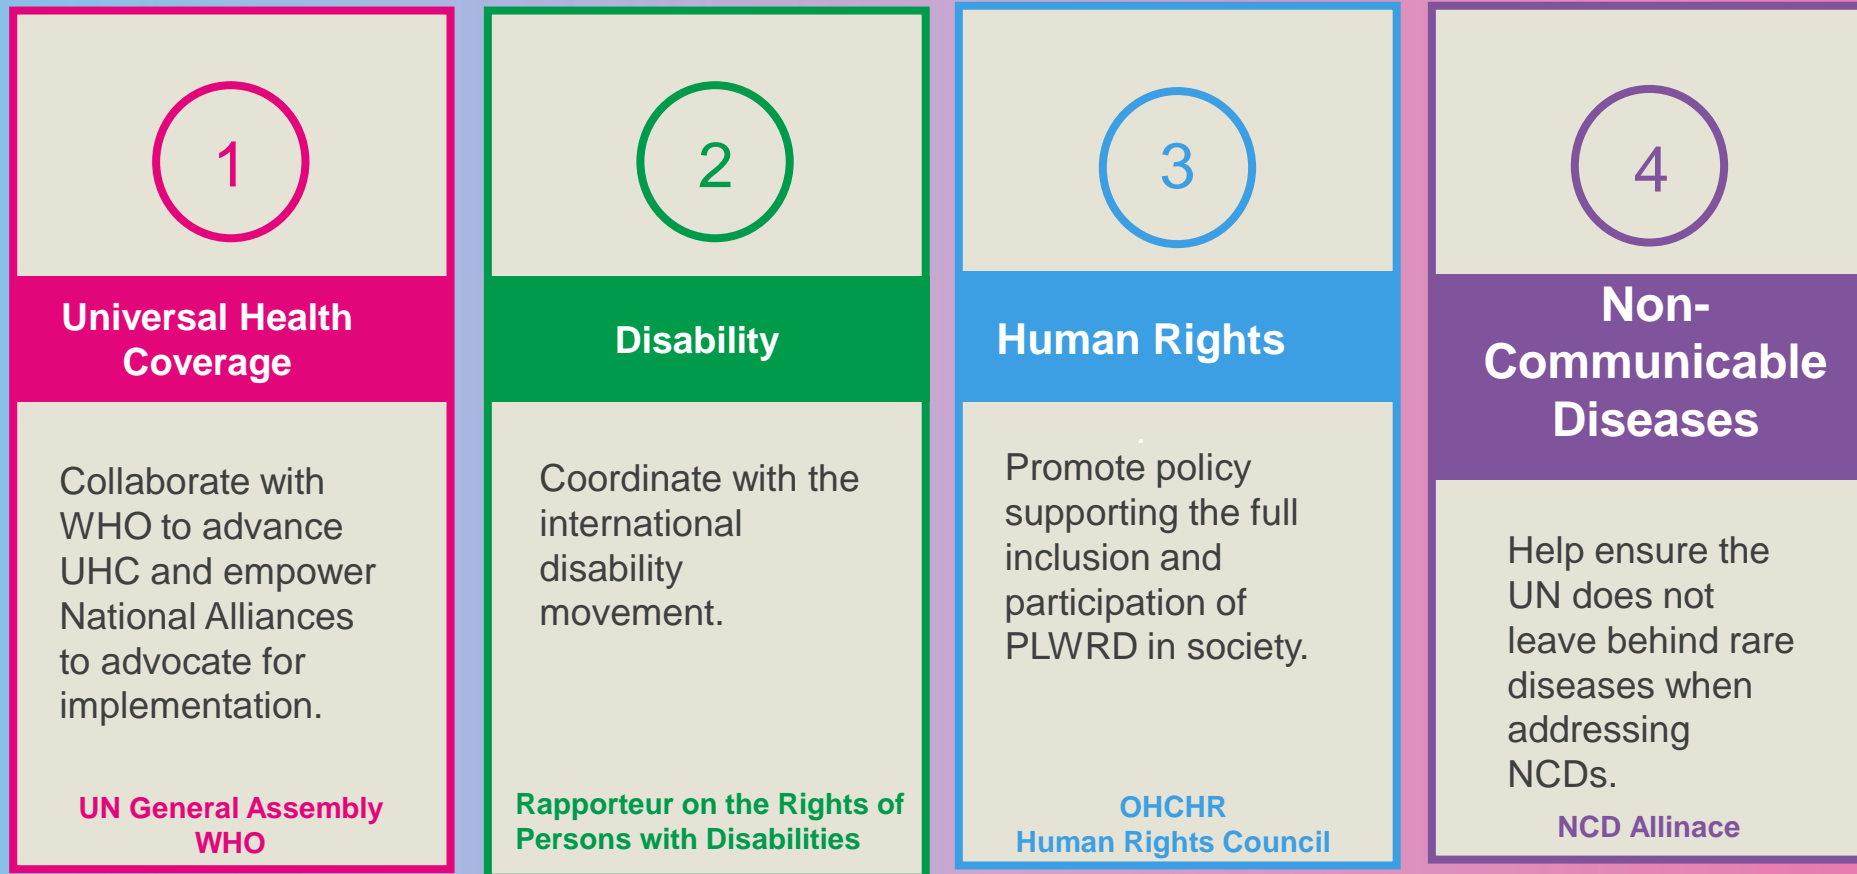 1
Universal Health
Coverage
Collaborate with
WHO to advance
UHC and empower
National Alliances
to advocate for
implementation.
UN General Assembly
WHO
2
Disability
Coordinate with the
international
disability
movement.
Rapporteur on the Rights of
Persons with Disabilities
3
Human Rights
.
Promote policy
supporting the full
inclusion and
participation of
PLWRD in society.
OHCHR
Human Rights Council
4
Non-
Communicable
Diseases
Help ensure the
UN does not
leave behind rare
diseases when
addressing
NCDs.
NCD Allinace